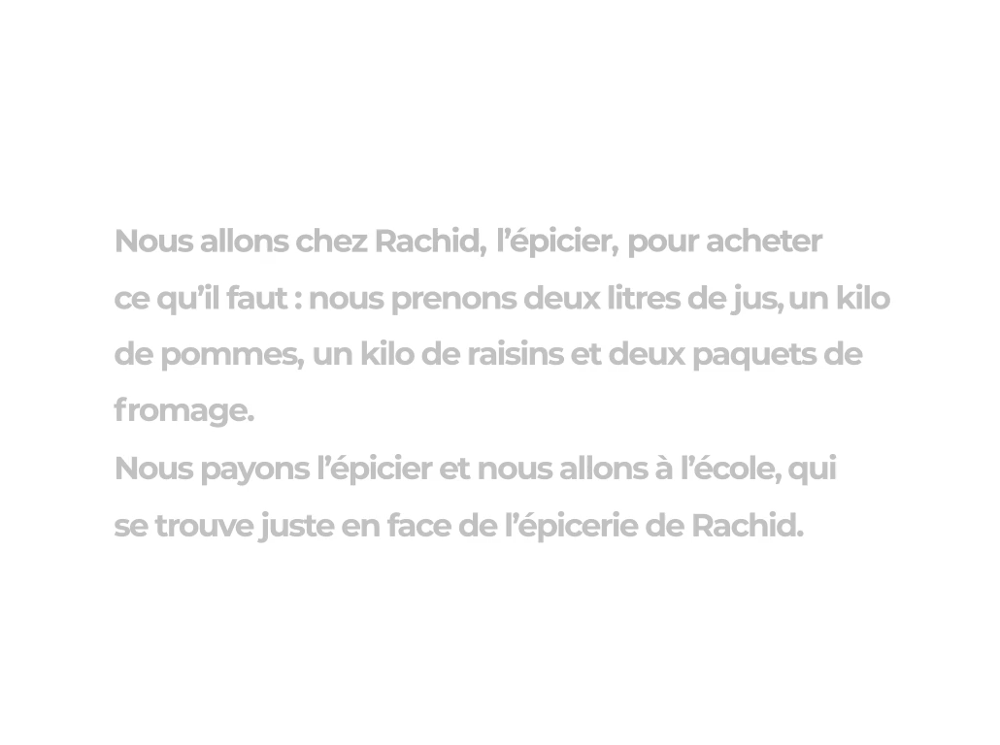 Nous allons chez Rachid, l’épicier, pour acheter
ce qu’il faut : nous prenons deux litres de jus, un kilo
de pommes, un kilo de raisins et deux paquets de
fromage.
Nous payons l’épicier et nous allons à l’école, qui
se trouve juste en face de l’épicerie de Rachid.